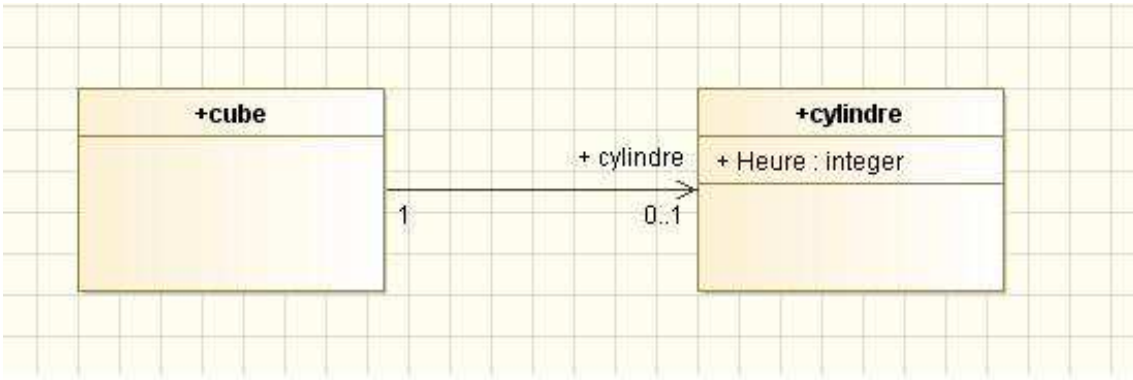 +cube
+cylindre
+ cylindre
+ Heure : integer
1
0..1